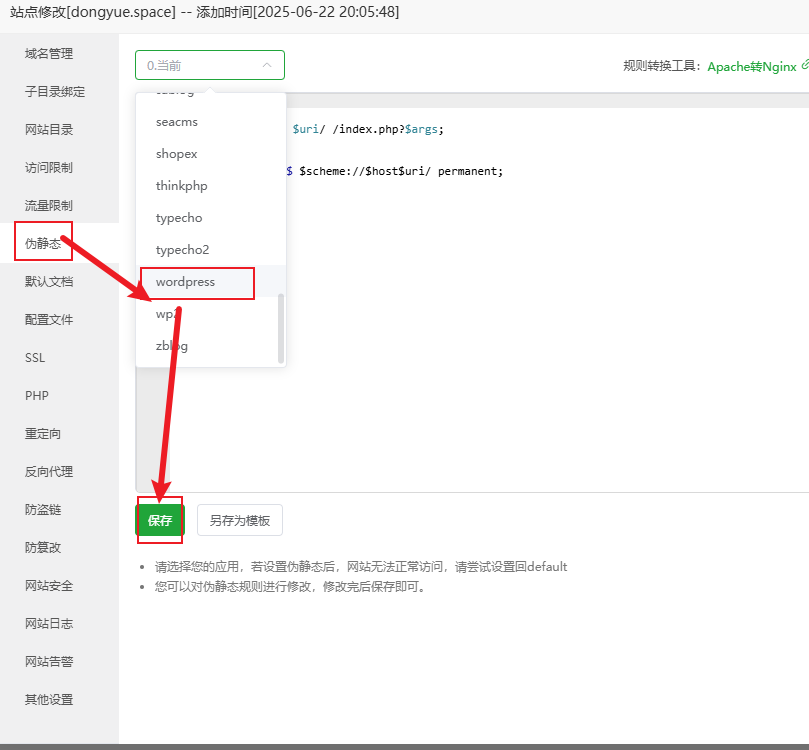 站点修改[dongyue.space] -- 添加时间[2025-06-22 20:05:48]
域名管理
子目录绑定
网站目录
访问限制
流量限制
伪静态
默认文档
配置文件
SSL
PHP
重定向
反向代理
防盗链
防篡改
网站安全
网站日志
网站告警
其他设置
0.当前
规则转换工具：Apache转Nginx
seacms
shopex
thinkphp
typecho
typecho2
wordpress
wp2
zblog
$uri/ /index.php?$args;
$ $scheme://$host$uri/ permanent;
保存
另存为模板
请选择您的应用，若设置伪静态后，网站无法正常访问，请尝试设置回default
您可以对伪静态规则进行修改，修改完后保存即可。